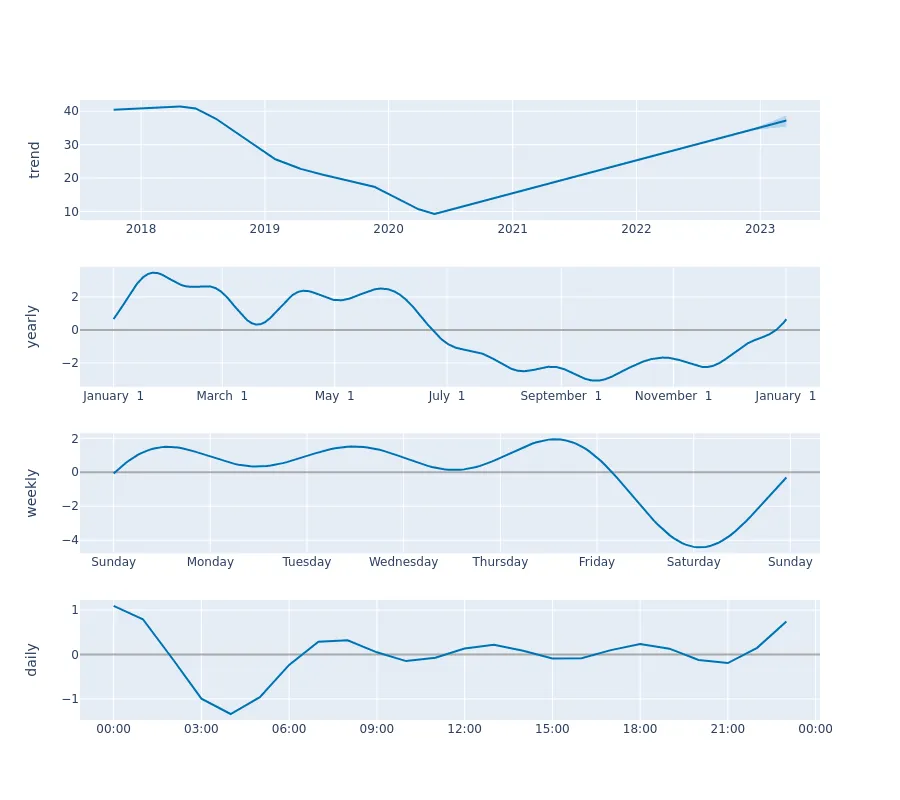 trend
40
30
20
10
2018 2019 2020 2021 2022 2023
yearly
2
0
−2
January 1 March 1 May 1 July 1 September 1 November 1 January 1
weekly
2
0
−2
−4
Sunday Monday Tuesday Wednesday Thursday Friday Saturday Sunday
daily
1
0
−1
00:00 03:00 06:00 09:00 12:00 15:00 18:00 21:00 00:00